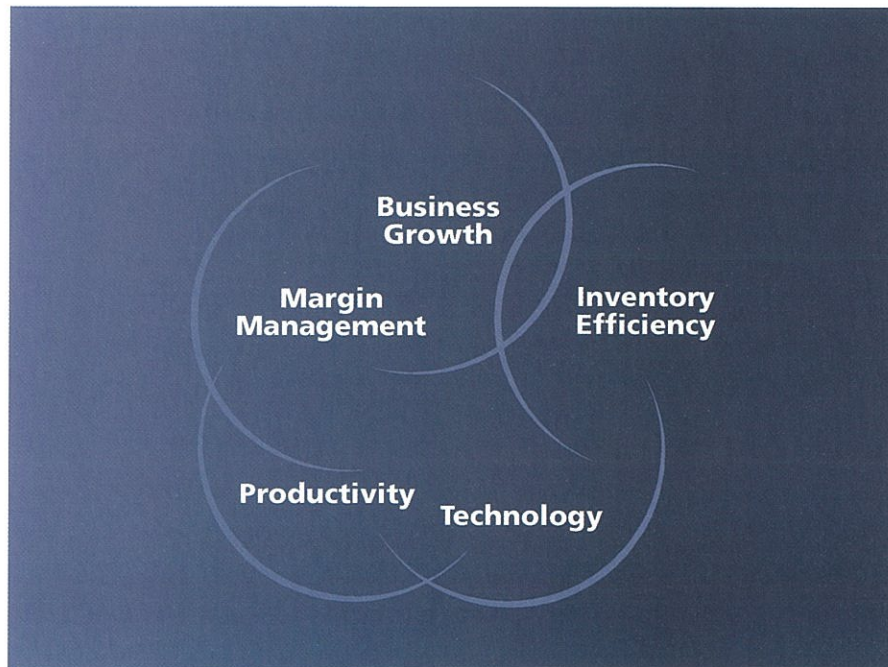 Business
Growth
Margin
Management
Inventory
Efficiency
Productivity
Technology